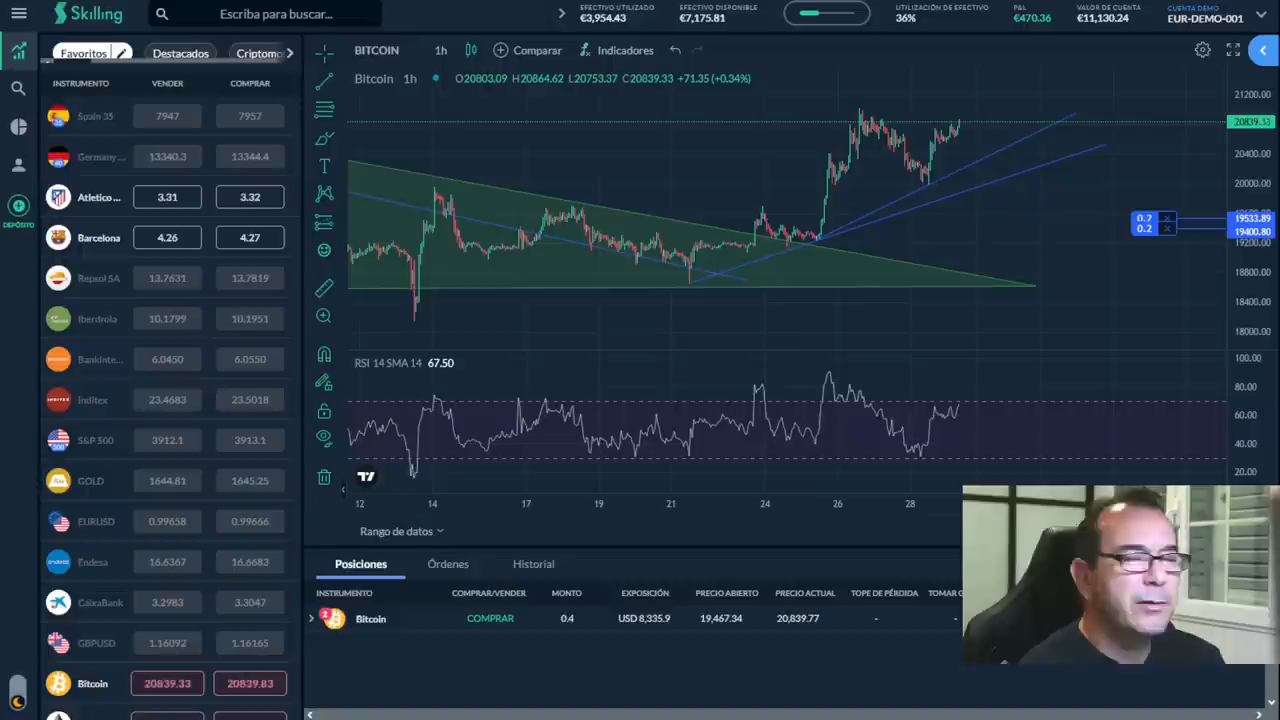 Skilling
Escriba para buscar...
EFECTIVO UTILIZADO
€3,954.43
EFECTIVO DISPONIBLE
€7,175.81
UTILIZACIÓN DE EFECTIVO
36%
P&L
€470.36
VALOR DE CUENTA
€11,130.24
CUENTA DEMO
EUR-DEMO-001
Favoritos
Destacados
Criptomo
INSTRUMENTO VENDER COMPRAR
Spain 35 7947 7957
Germany ... 13340.3 13344.4
Atletico ... 3.31 3.32
Barcelona 4.26 4.27
Repsol SA 13.7631 13.7819
Iberdrola 10.1799 10.1951
Bankinte... 6.0450 6.0550
Inditex 23.4683 23.5018
S&P 500 3912.1 3913.1
GOLD 1644.81 1645.25
EURUSD 0.99658 0.99666
Endesa 16.6367 16.6683
CaixaBank 3.2983 3.3047
GBPUSD 1.16092 1.16165
Bitcoin 20839.33 20839.83
DEPÓSITO
BITCOIN 1h Comparar Indicadores
Bitcoin 1h O20803.09 H20864.62 L20753.37 C20839.33 +71.35 (+0.34%)
21200.00
20839.33
20400.00
20000.00
0.2 19533.89
0.2 19400.80
19200.00
18800.00
18400.00
18000.00
RSI 14 SMA 14 67.50
100.00
80.00
60.00
40.00
20.00
12 14 17 19 21 24 26 28
Rango de datos
Posiciones Órdenes Historial
INSTRUMENTO COMPRAR/VENDER MONTO EXPOSICIÓN PRECIO ABIERTO PRECIO ACTUAL TOPE DE PÉRDIDA TOMAR G
2 Bitcoin COMPRAR 0.4 USD 8,335.9 19,467.34 20,839.77 - -